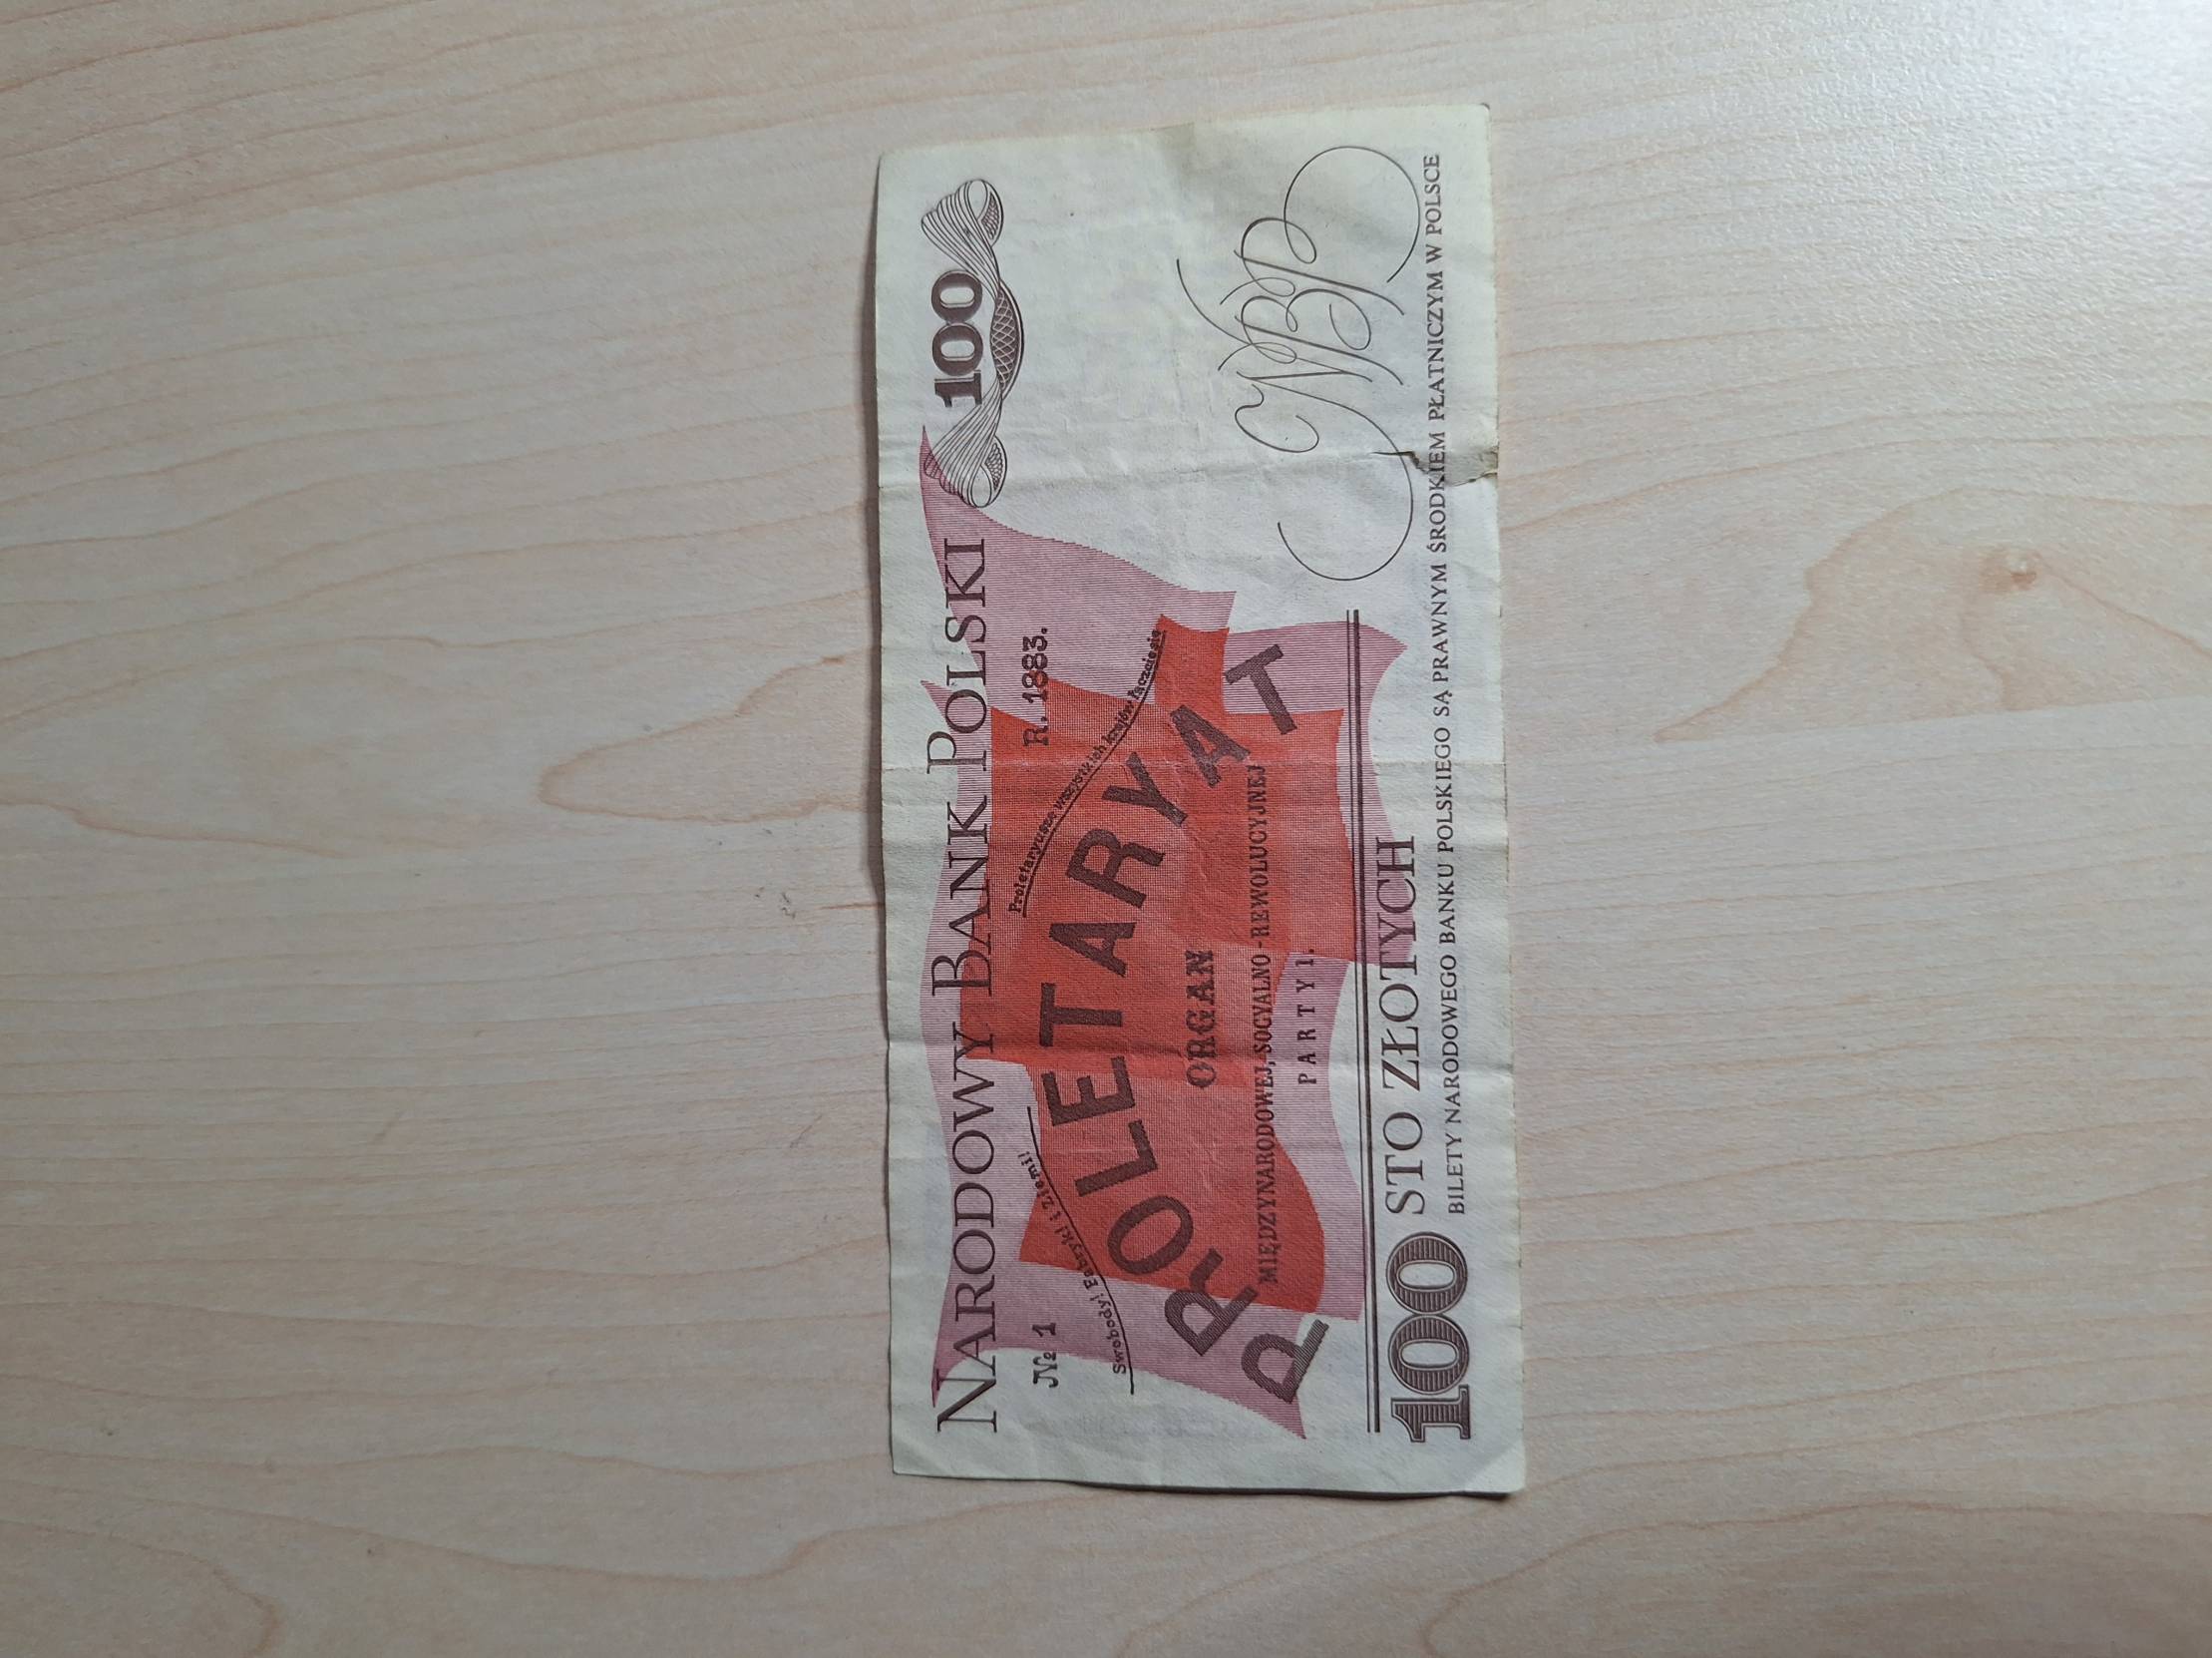 NARODOWY BANK POLSKI
100
№ 1
R. 1883.
Swobody! Fabryki i Ziemi!
Proletaryusze wszystkich krajów łączcie się
PROLETARYAT
ORGAN
MIĘDZYNARODOWEJ, SOCYALNO-REWOLUCYJNEJ
PARTYI.
NBP
100 STO ZŁOTYCH
BILETY NARODOWEGO BANKU POLSKIEGO SĄ PRAWNYM ŚRODKIEM PŁATNICZYM W POLSCE